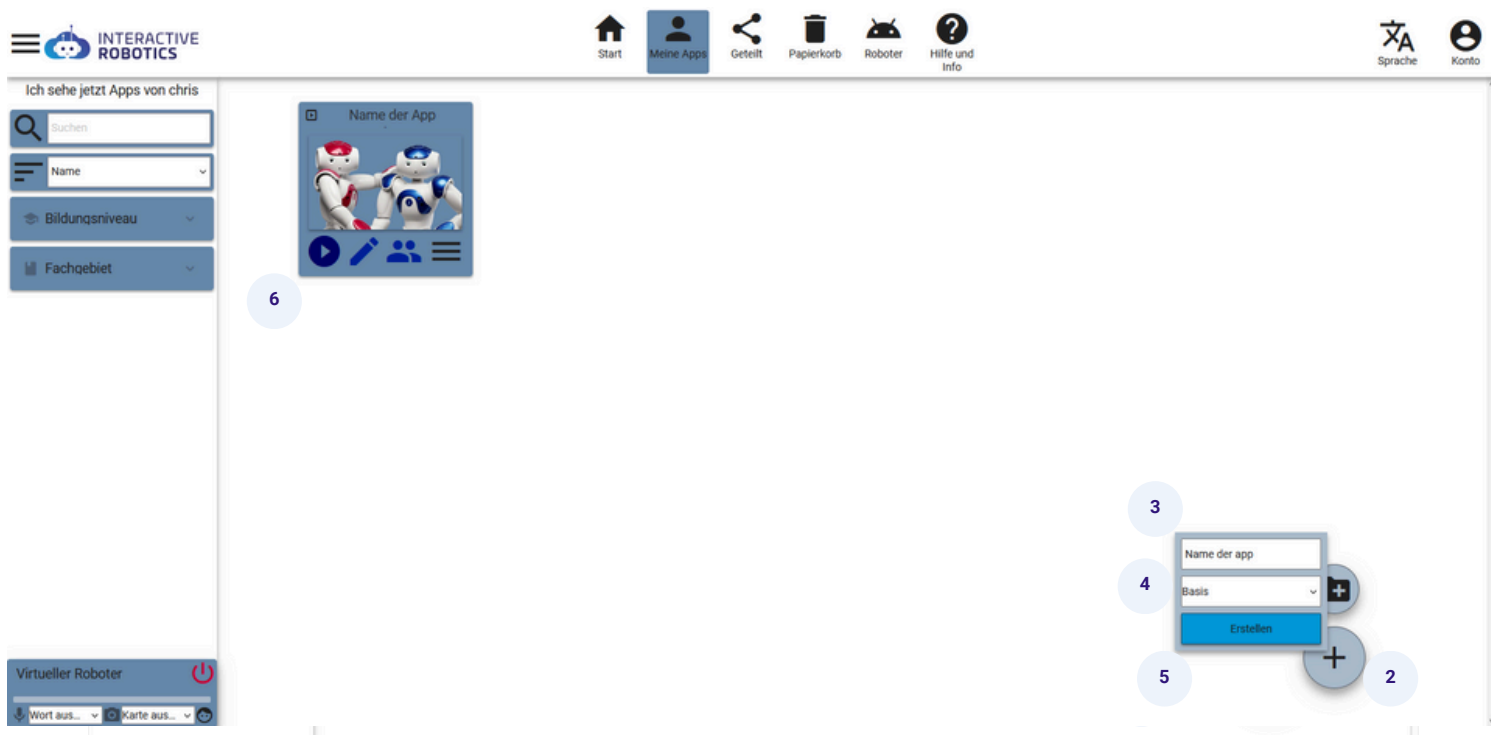 INTERACTIVE
ROBOTICS
Start
Meine Apps
Geteilt
Papierkorb
Roboter
Hilfe und
Info
Sprache
Konto
Ich sehe jetzt Apps von chris
Suchen
Name
Bildungsniveau
Fachgebiet
Name der App
-
6
3
Name der app
4
Basis
Erstellen
5
2
Virtueller Roboter
Wort aus...
Karte aus...